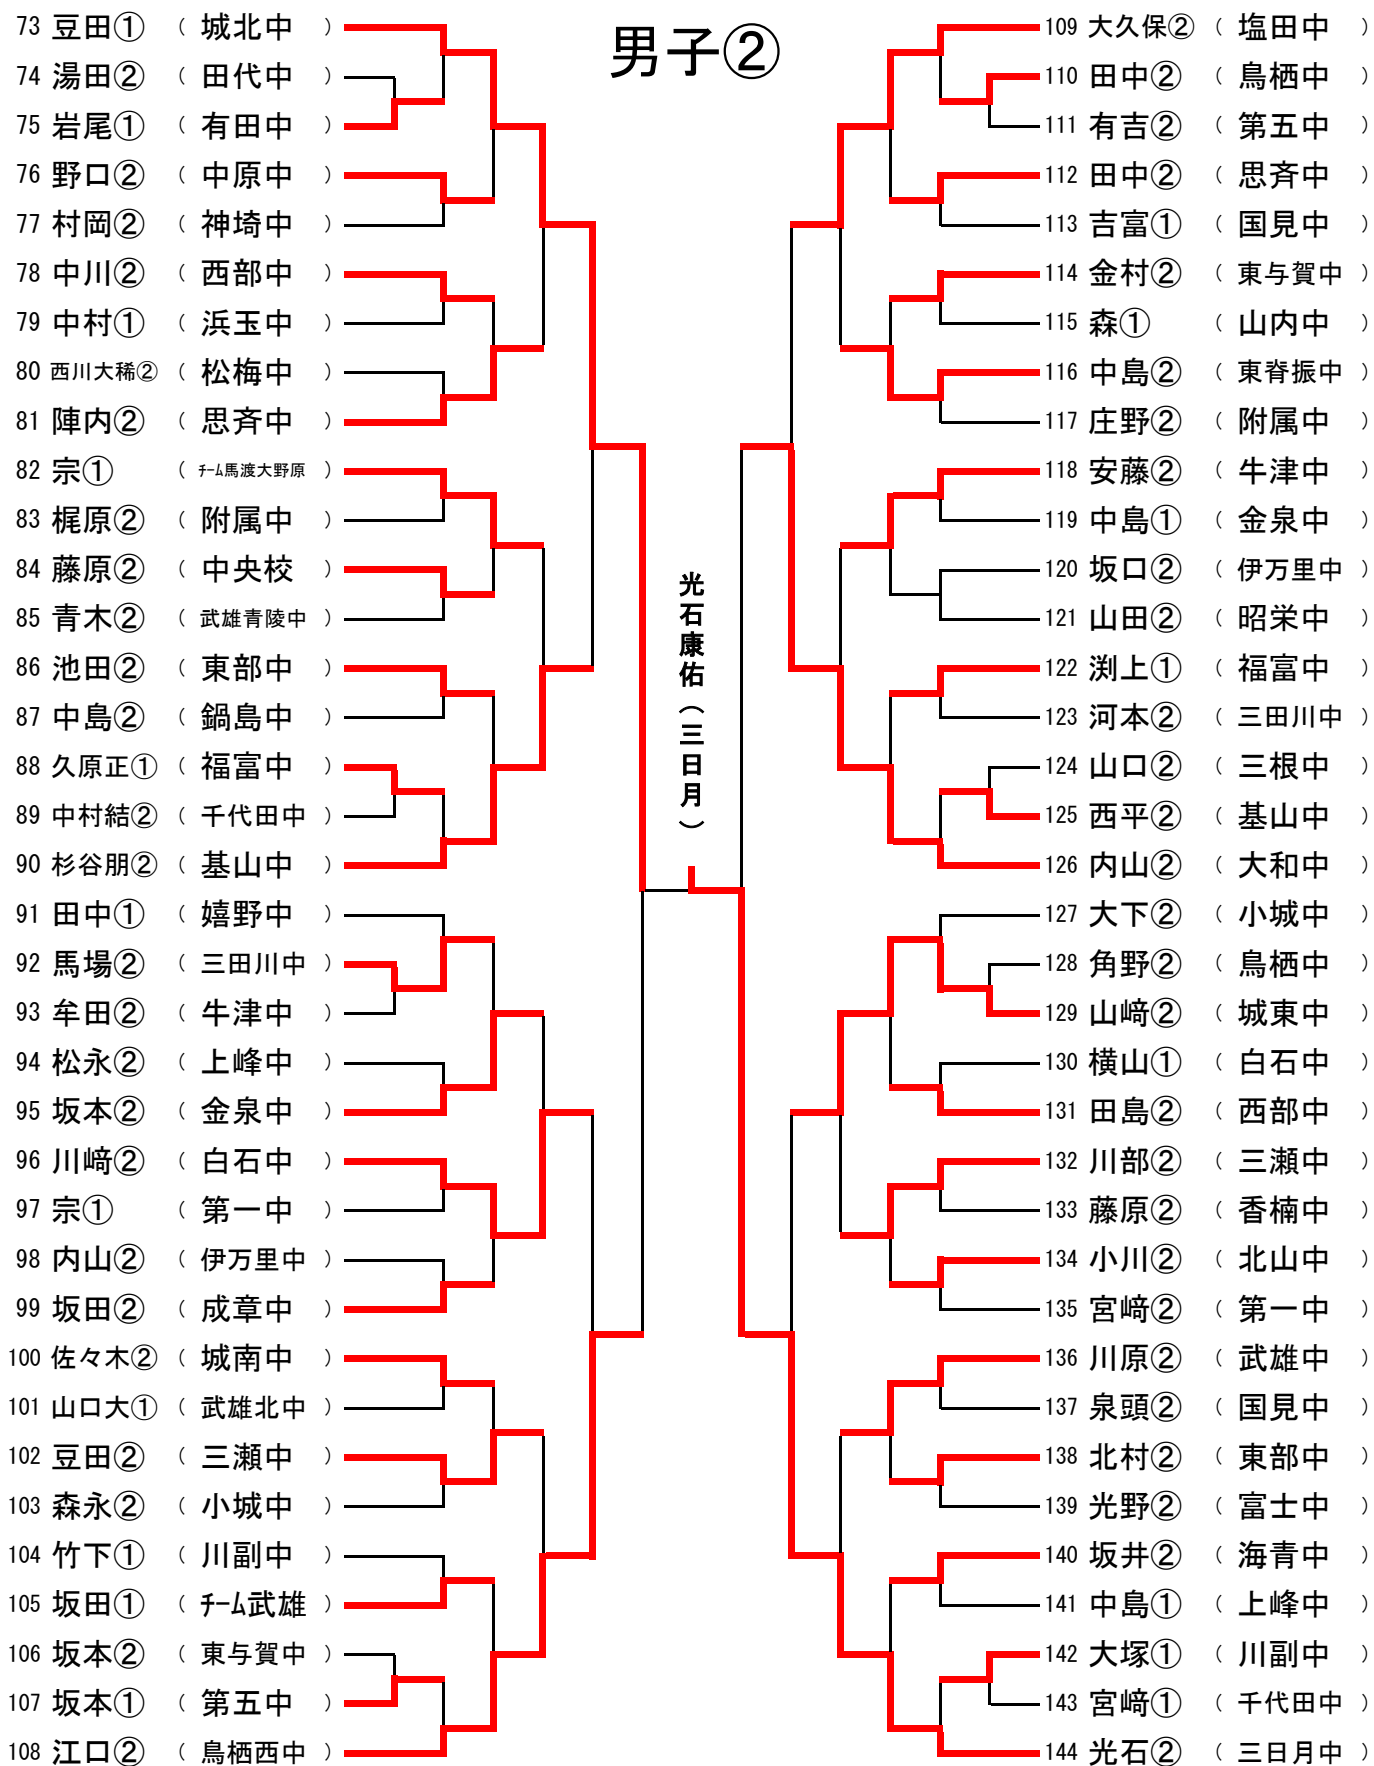 男子②
73 豆田① （ 城北中 ）
74 湯田② （ 田代中 ）
75 岩尾① （ 有田中 ）
76 野口② （ 中原中 ）
77 村岡② （ 神埼中 ）
78 中川② （ 西部中 ）
79 中村① （ 浜玉中 ）
80 西川大稀② （ 松梅中 ）
81 陣内② （ 思斉中 ）
82 宗① （ ﾁｰﾑ馬渡大野原 ）
83 梶原② （ 附属中 ）
84 藤原② （ 中央校 ）
85 青木② （ 武雄青陵中 ）
86 池田② （ 東部中 ）
87 中島② （ 鍋島中 ）
88 久原正① （ 福富中 ）
89 中村結② （ 千代田中 ）
90 杉谷朋② （ 基山中 ）
91 田中① （ 嬉野中 ）
92 馬場② （ 三田川中 ）
93 牟田② （ 牛津中 ）
94 松永② （ 上峰中 ）
95 坂本② （ 金泉中 ）
96 川﨑② （ 白石中 ）
97 宗① （ 第一中 ）
98 内山② （ 伊万里中 ）
99 坂田② （ 成章中 ）
100 佐々木② （ 城南中 ）
101 山口大① （ 武雄北中 ）
102 豆田② （ 三瀬中 ）
103 森永② （ 小城中 ）
104 竹下① （ 川副中 ）
105 坂田① （ ﾁｰﾑ武雄 ）
106 坂本② （ 東与賀中 ）
107 坂本① （ 第五中 ）
108 江口② （ 鳥栖西中 ）
光石康佑（三日月）
109 大久保② （ 塩田中 ）
110 田中② （ 鳥栖中 ）
111 有吉② （ 第五中 ）
112 田中② （ 思斉中 ）
113 吉富① （ 国見中 ）
114 金村② （ 東与賀中 ）
115 森① （ 山内中 ）
116 中島② （ 東脊振中 ）
117 庄野② （ 附属中 ）
118 安藤② （ 牛津中 ）
119 中島① （ 金泉中 ）
120 坂口② （ 伊万里中 ）
121 山田② （ 昭栄中 ）
122 渕上① （ 福富中 ）
123 河本② （ 三田川中 ）
124 山口② （ 三根中 ）
125 西平② （ 基山中 ）
126 内山② （ 大和中 ）
127 大下② （ 小城中 ）
128 角野② （ 鳥栖中 ）
129 山﨑② （ 城東中 ）
130 横山① （ 白石中 ）
131 田島② （ 西部中 ）
132 川部② （ 三瀬中 ）
133 藤原② （ 香楠中 ）
134 小川② （ 北山中 ）
135 宮﨑② （ 第一中 ）
136 川原② （ 武雄中 ）
137 泉頭② （ 国見中 ）
138 北村② （ 東部中 ）
139 光野② （ 富士中 ）
140 坂井② （ 海青中 ）
141 中島① （ 上峰中 ）
142 大塚① （ 川副中 ）
143 宮﨑① （ 千代田中 ）
144 光石② （ 三日月中 ）